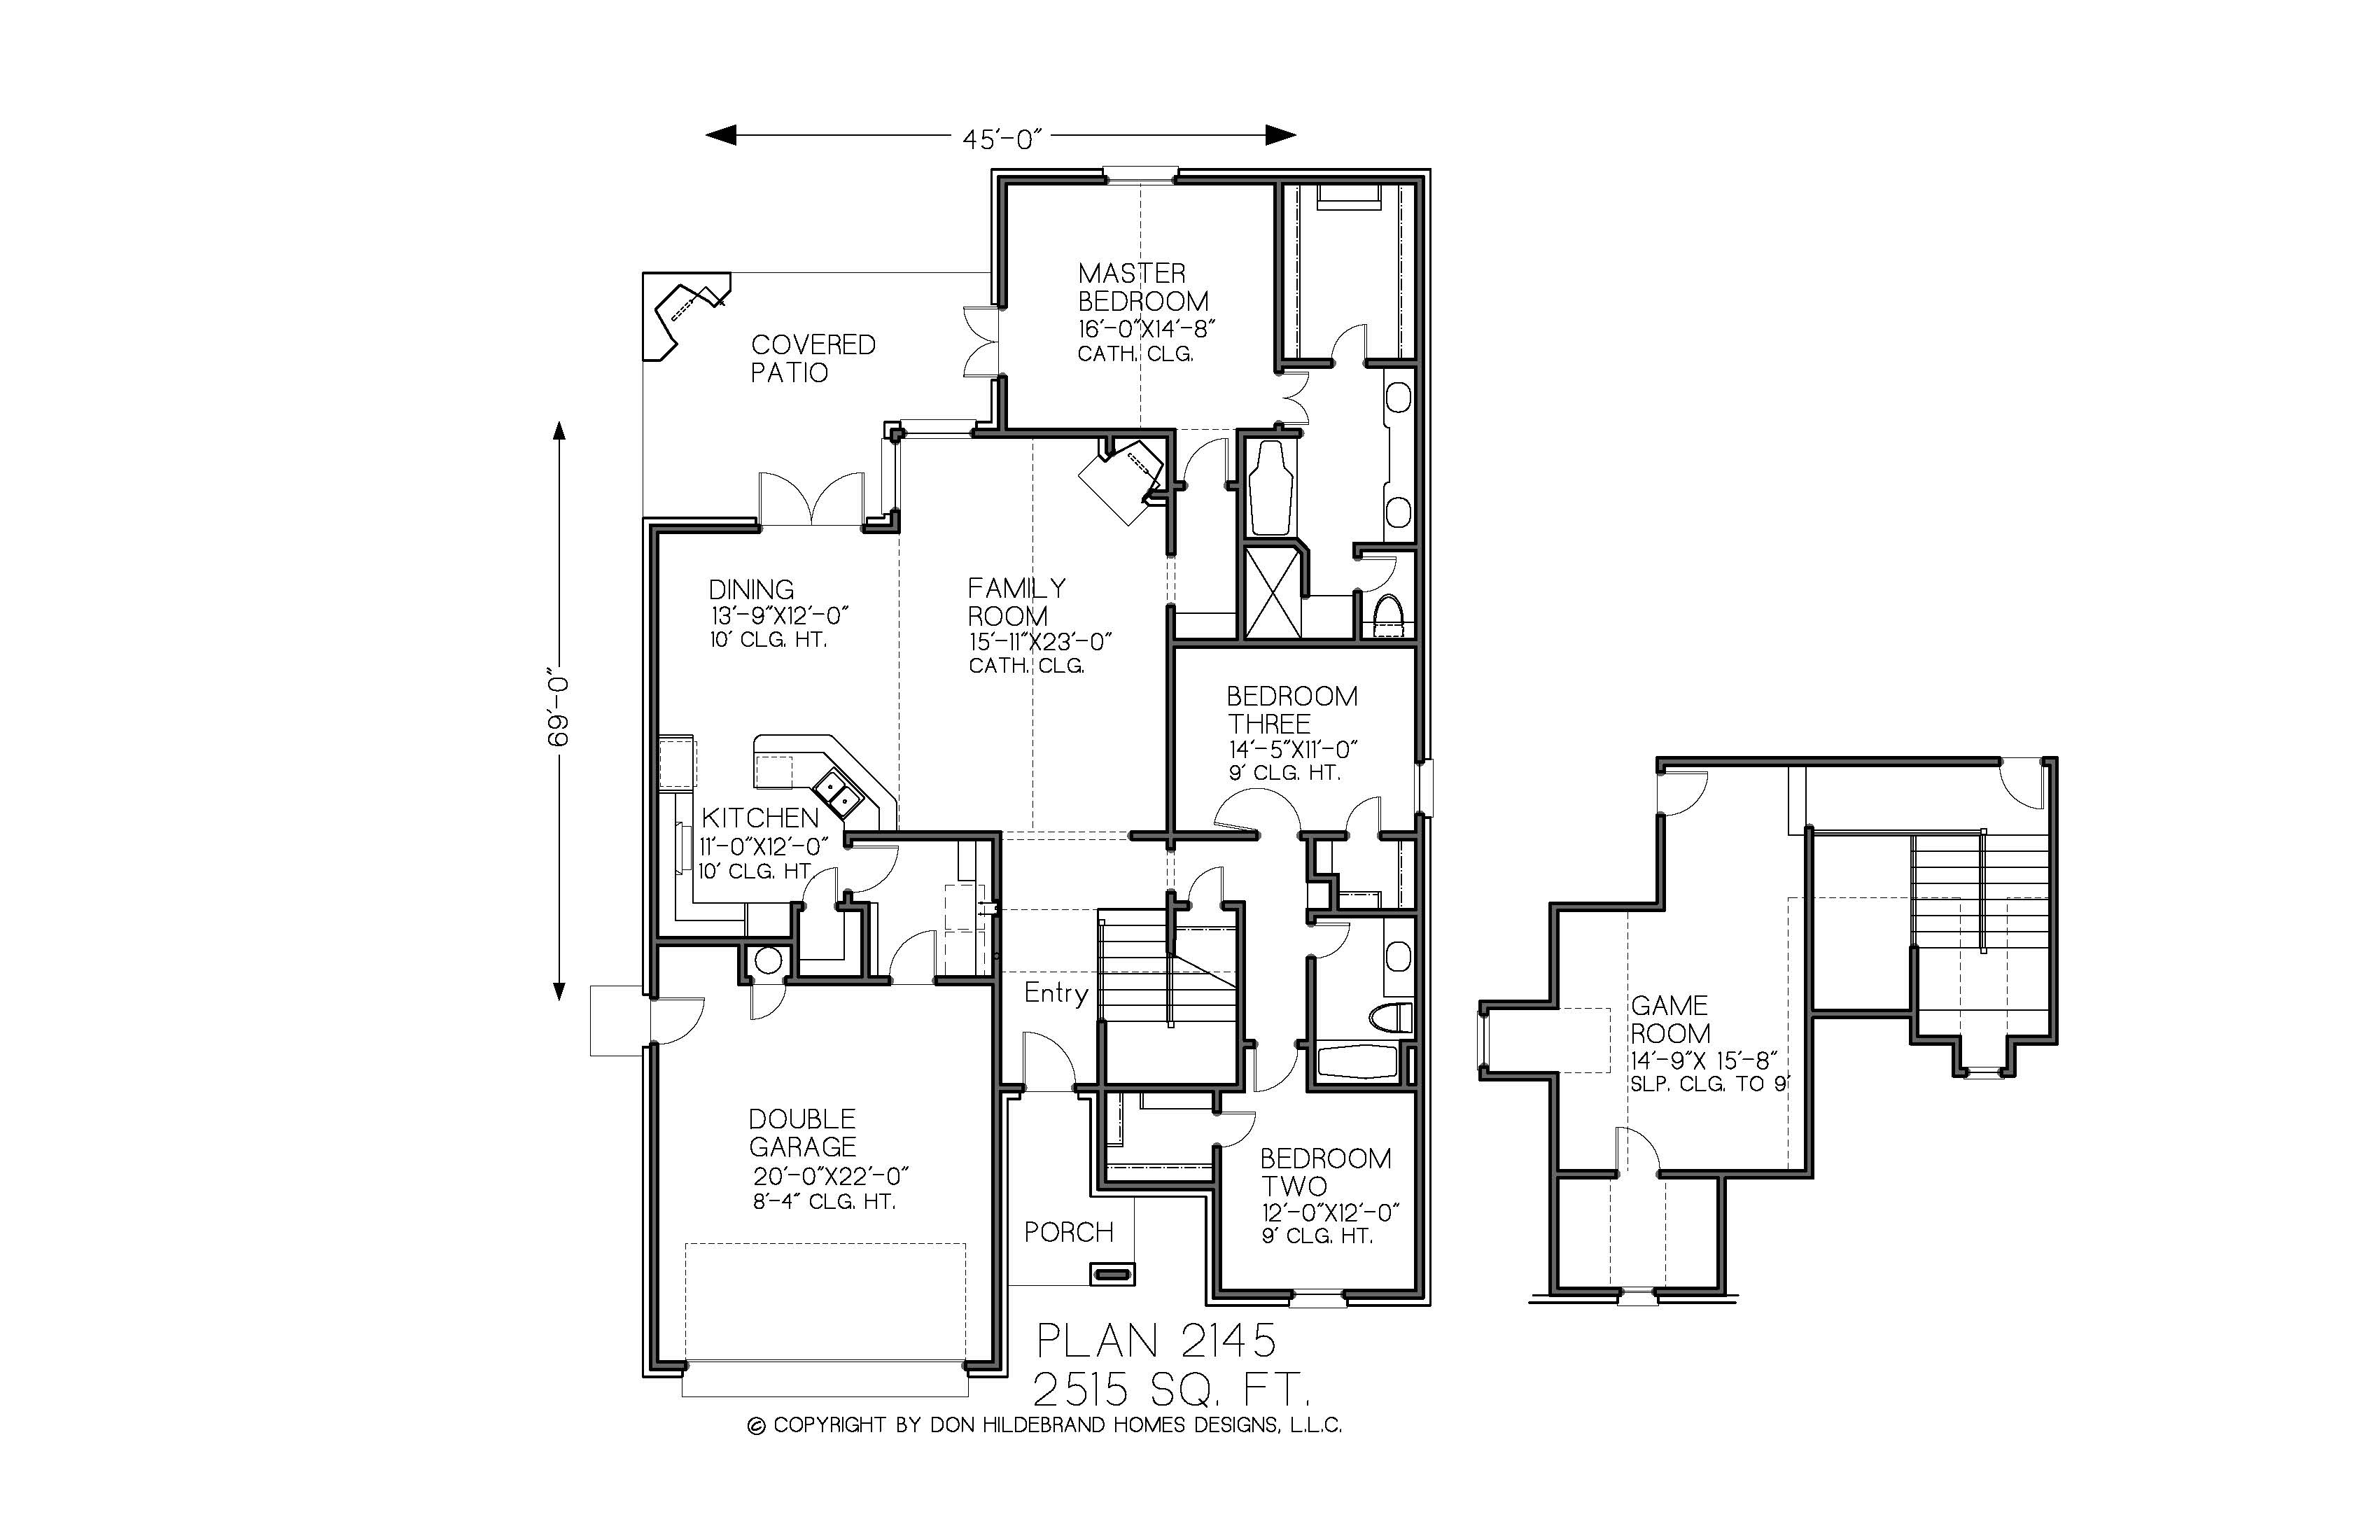 45'-0"
MASTER
BEDROOM
16'-0"X14'-8"
CATH. CLG.
COVERED
PATIO
69'-0"
DINING
13'-9"X12'-0"
10' CLG. HT.
FAMILY
ROOM
15'-11"X23'-0"
CATH. CLG.
BEDROOM
THREE
14'-5"X11'-0"
9' CLG. HT.
KITCHEN
11'-0"X12'-0"
10' CLG. HT.
Entry
GAME
ROOM
14'-9"X 15'-8"
SLP. CLG. TO 9'
DOUBLE
GARAGE
20'-0"X22'-0"
8'-4" CLG. HT.
BEDROOM
TWO
12'-0"X12'-0"
9' CLG. HT.
PORCH
PLAN 2145
2515 SQ. FT.
© COPYRIGHT BY DON HILDEBRAND HOMES DESIGNS, L.L.C.